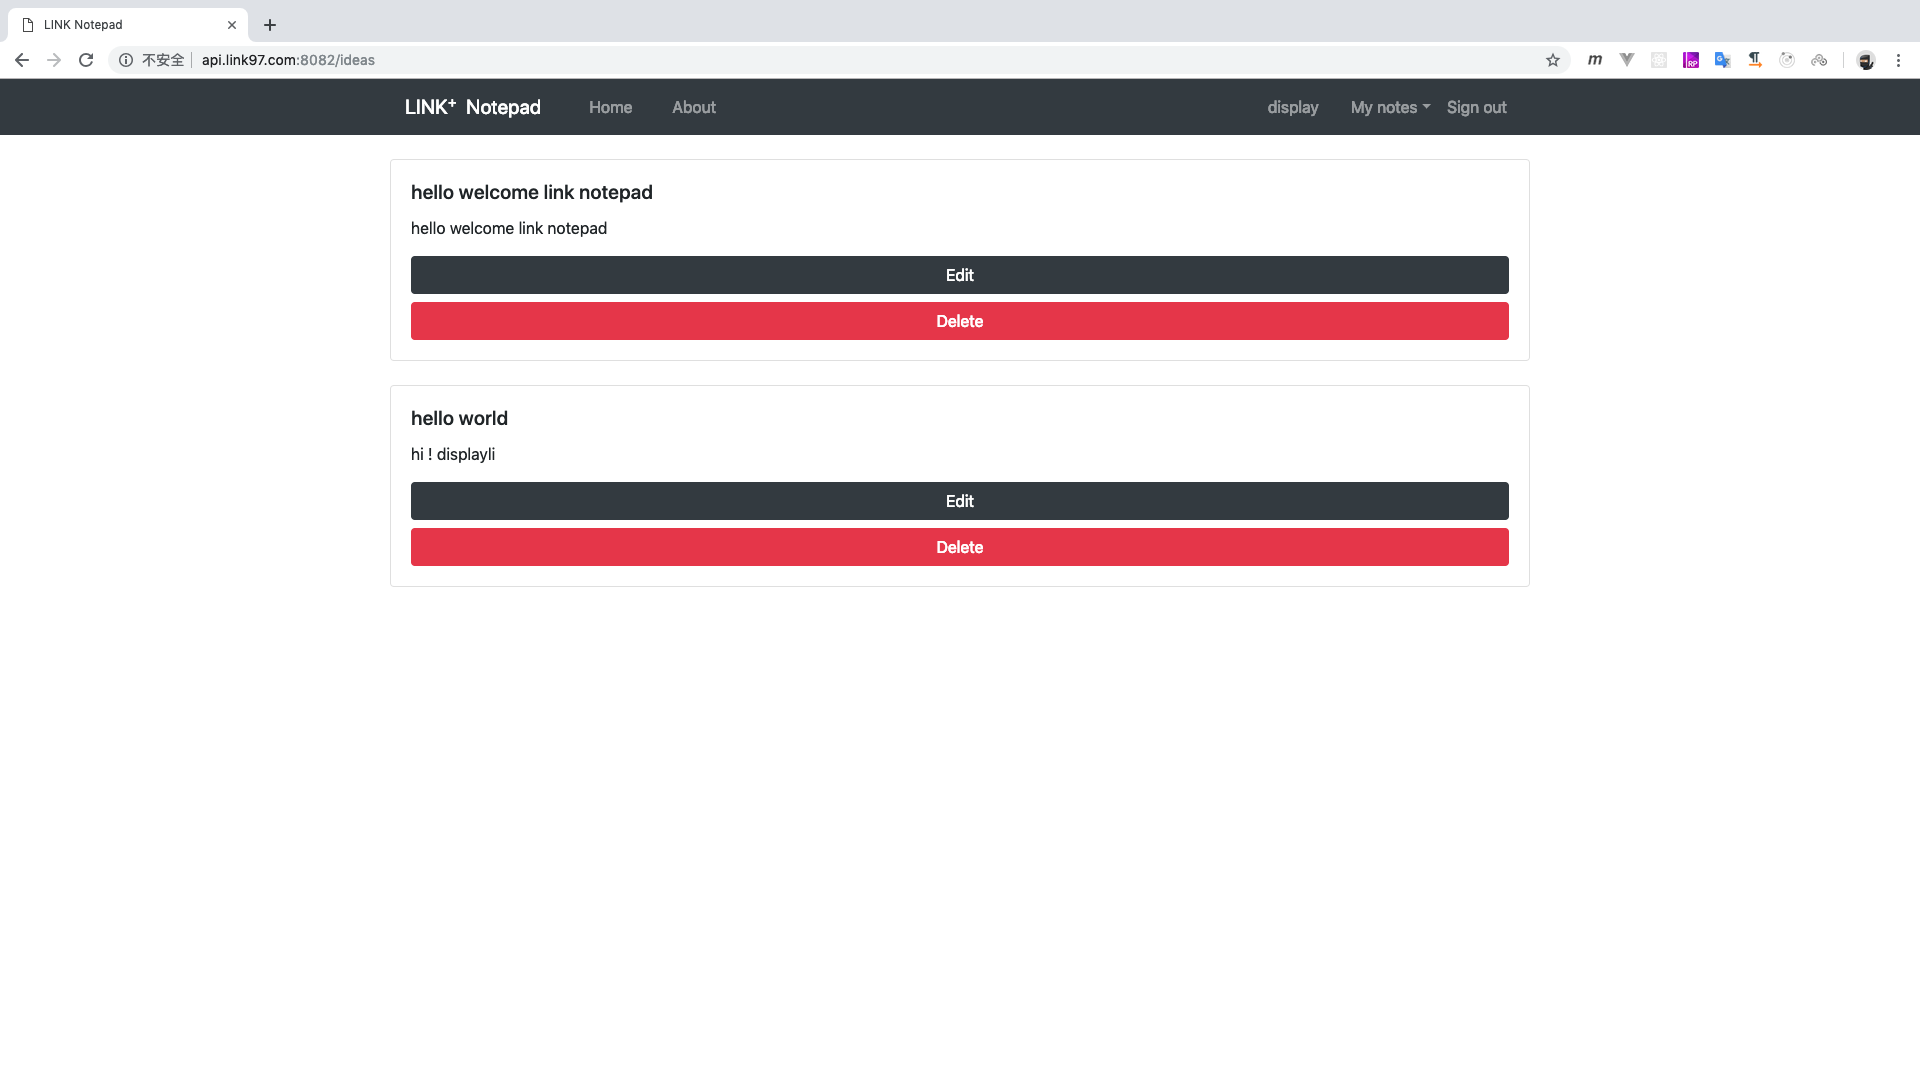 LINK Notepad
不安全 api.link97.com:8082/ideas
LINK+ Notepad Home About display My notes Sign out
hello welcome link notepad
hello welcome link notepad
Edit
Delete
hello world
hi ! displayli
Edit
Delete